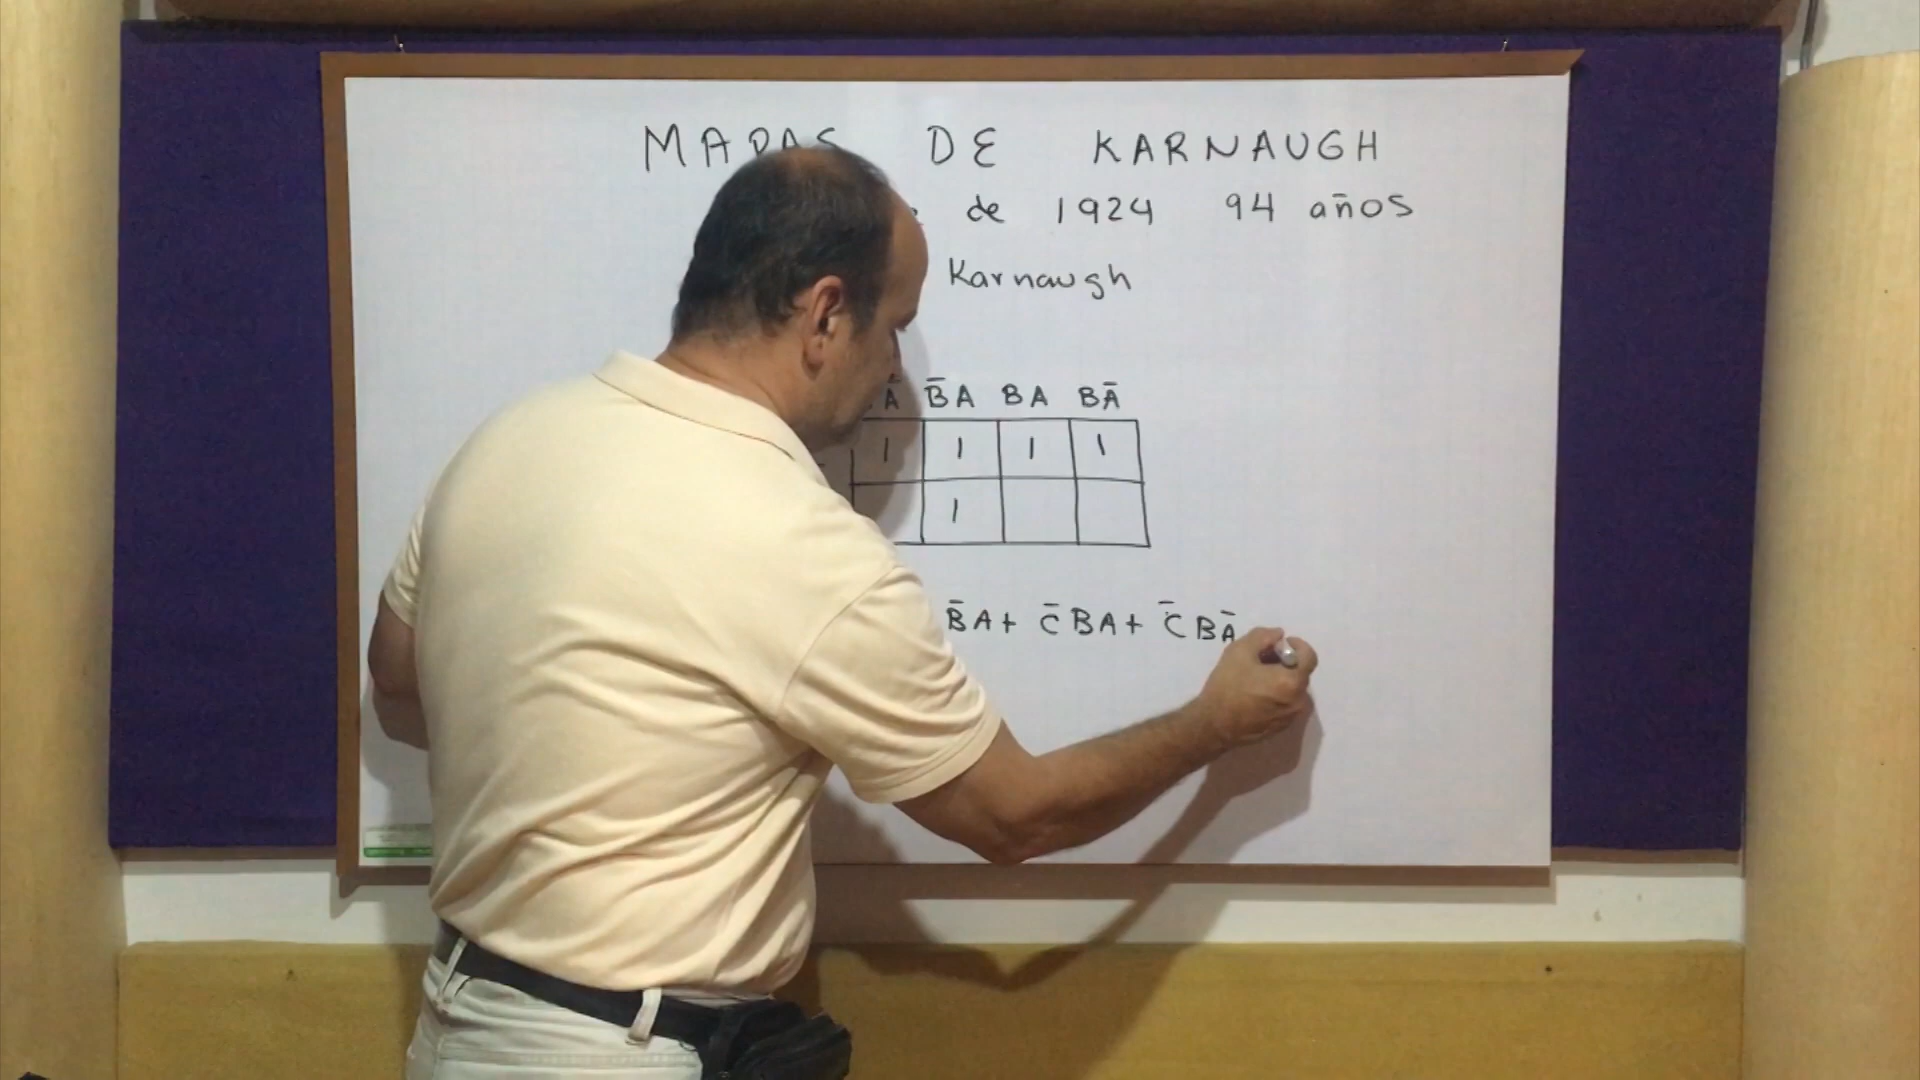 MAPAS DE KARNAUGH
de 1924 94 años
Karnaugh
Ā B̄A BA BĀ
1 1 1 1
1
B̄A+ C̄BA+ C̄BĀ